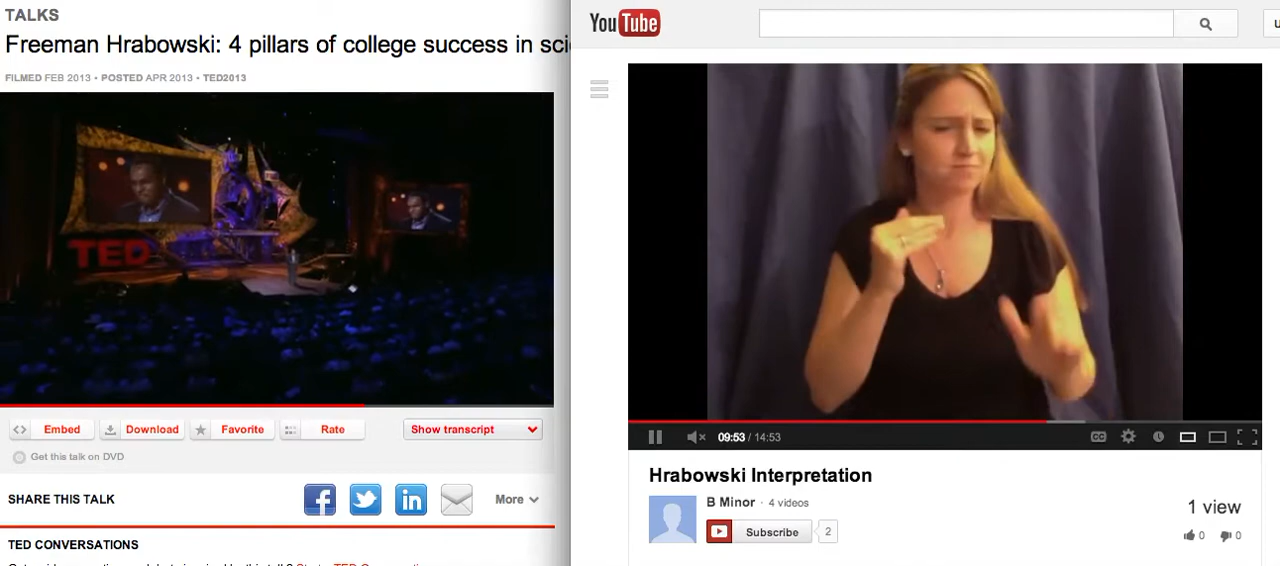 TALKS
Freeman Hrabowski: 4 pillars of college success in sci
FILMED FEB 2013 • POSTED APR 2013 • TED2013
TED
Embed
Download
Favorite
Rate
Show transcript
Get this talk on DVD
SHARE THIS TALK
More
TED CONVERSATIONS
YouTube
CC
09:53 / 14:53
Hrabowski Interpretation
B Minor · 4 videos
Subscribe
2
1 view
0
0